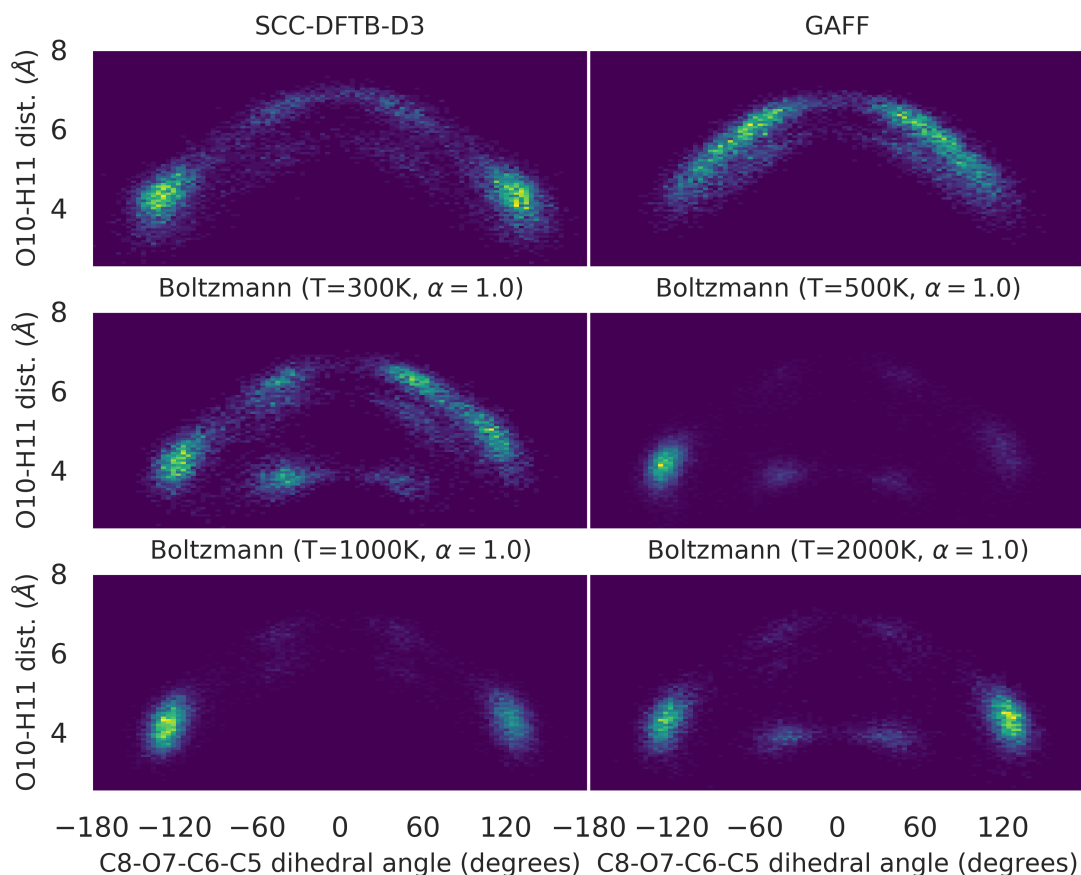 SCC-DFTB-D3 GAFF
8
6
4
O10-H11 dist. (Å)
Boltzmann (T=300K, α = 1.0) Boltzmann (T=500K, α = 1.0)
8
6
4
O10-H11 dist. (Å)
Boltzmann (T=1000K, α = 1.0) Boltzmann (T=2000K, α = 1.0)
8
6
4
O10-H11 dist. (Å)
−180 −120 −60 0 60 120 −180 −120 −60 0 60 120
C8-O7-C6-C5 dihedral angle (degrees) C8-O7-C6-C5 dihedral angle (degrees)